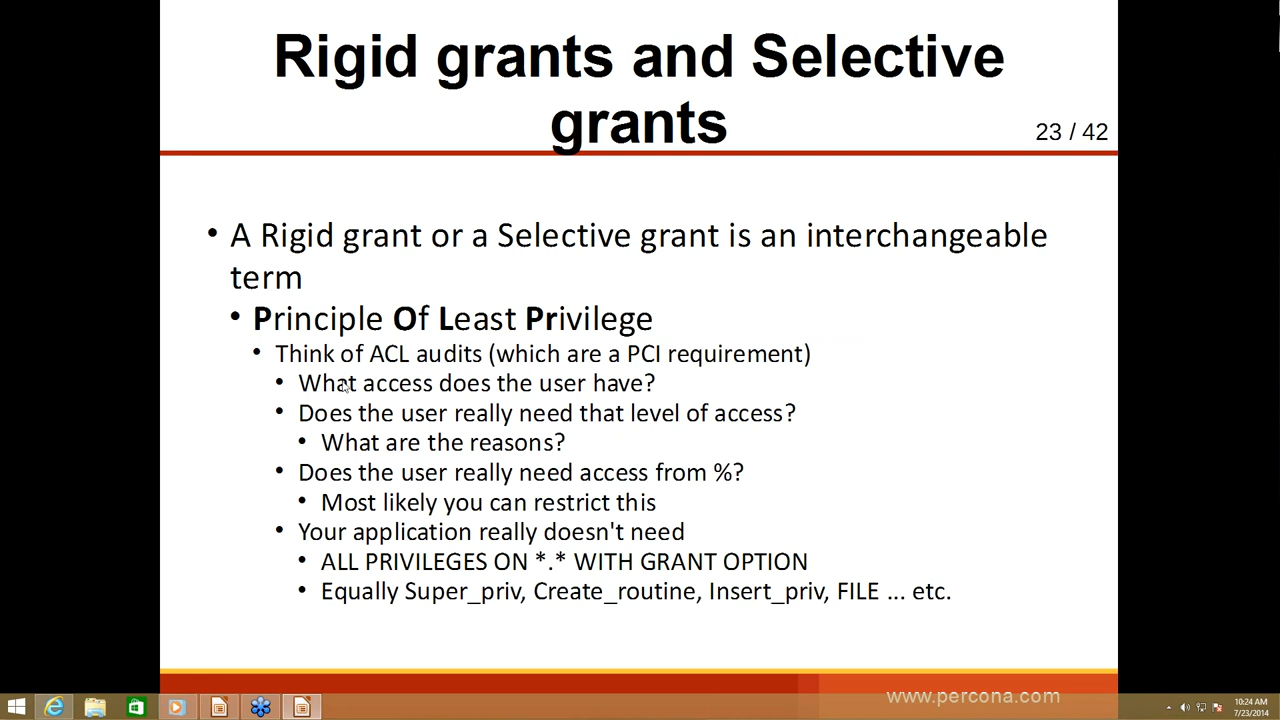 Rigid grants and Selective
grants
23 / 42
• A Rigid grant or a Selective grant is an interchangeable
term
• Principle Of Least Privilege
• Think of ACL audits (which are a PCI requirement)
• What access does the user have?
• Does the user really need that level of access?
• What are the reasons?
• Does the user really need access from %?
• Most likely you can restrict this
• Your application really doesn't need
• ALL PRIVILEGES ON *.* WITH GRANT OPTION
• Equally Super_priv, Create_routine, Insert_priv, FILE ... etc.
www.percona.com
10:24 AM
7/23/2014